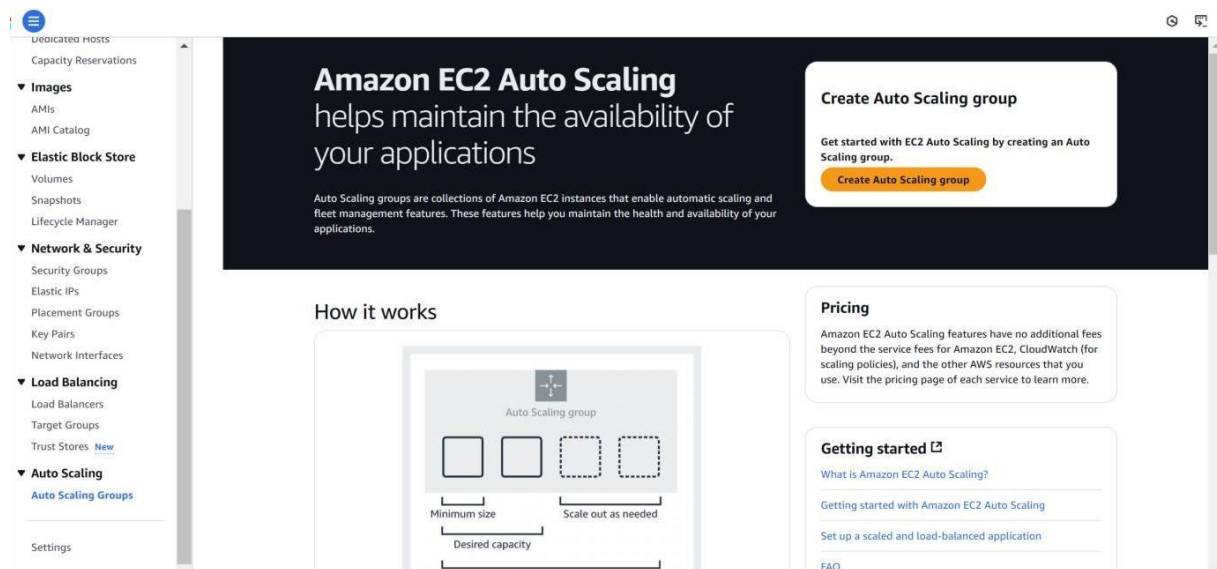 Dedicated Hosts
Capacity Reservations
Images
AMIs
AMI Catalog
Elastic Block Store
Volumes
Snapshots
Lifecycle Manager
Network & Security
Security Groups
Elastic IPs
Placement Groups
Key Pairs
Network Interfaces
Load Balancing
Load Balancers
Target Groups
Trust Stores New
Auto Scaling
Auto Scaling Groups
Settings
Amazon EC2 Auto Scaling
helps maintain the availability of
your applications
Auto Scaling groups are collections of Amazon EC2 instances that enable automatic scaling and
fleet management features. These features help you maintain the health and availability of your
applications.
Create Auto Scaling group
Get started with EC2 Auto Scaling by creating an Auto
Scaling group.
Create Auto Scaling group
How it works
Auto Scaling group
Minimum size
Scale out as needed
Desired capacity
Pricing
Amazon EC2 Auto Scaling features have no additional fees
beyond the service fees for Amazon EC2, CloudWatch (for
scaling policies), and the other AWS resources that you
use. Visit the pricing page of each service to learn more.
Getting started
What is Amazon EC2 Auto Scaling?
Getting started with Amazon EC2 Auto Scaling
Set up a scaled and load-balanced application
FAQ